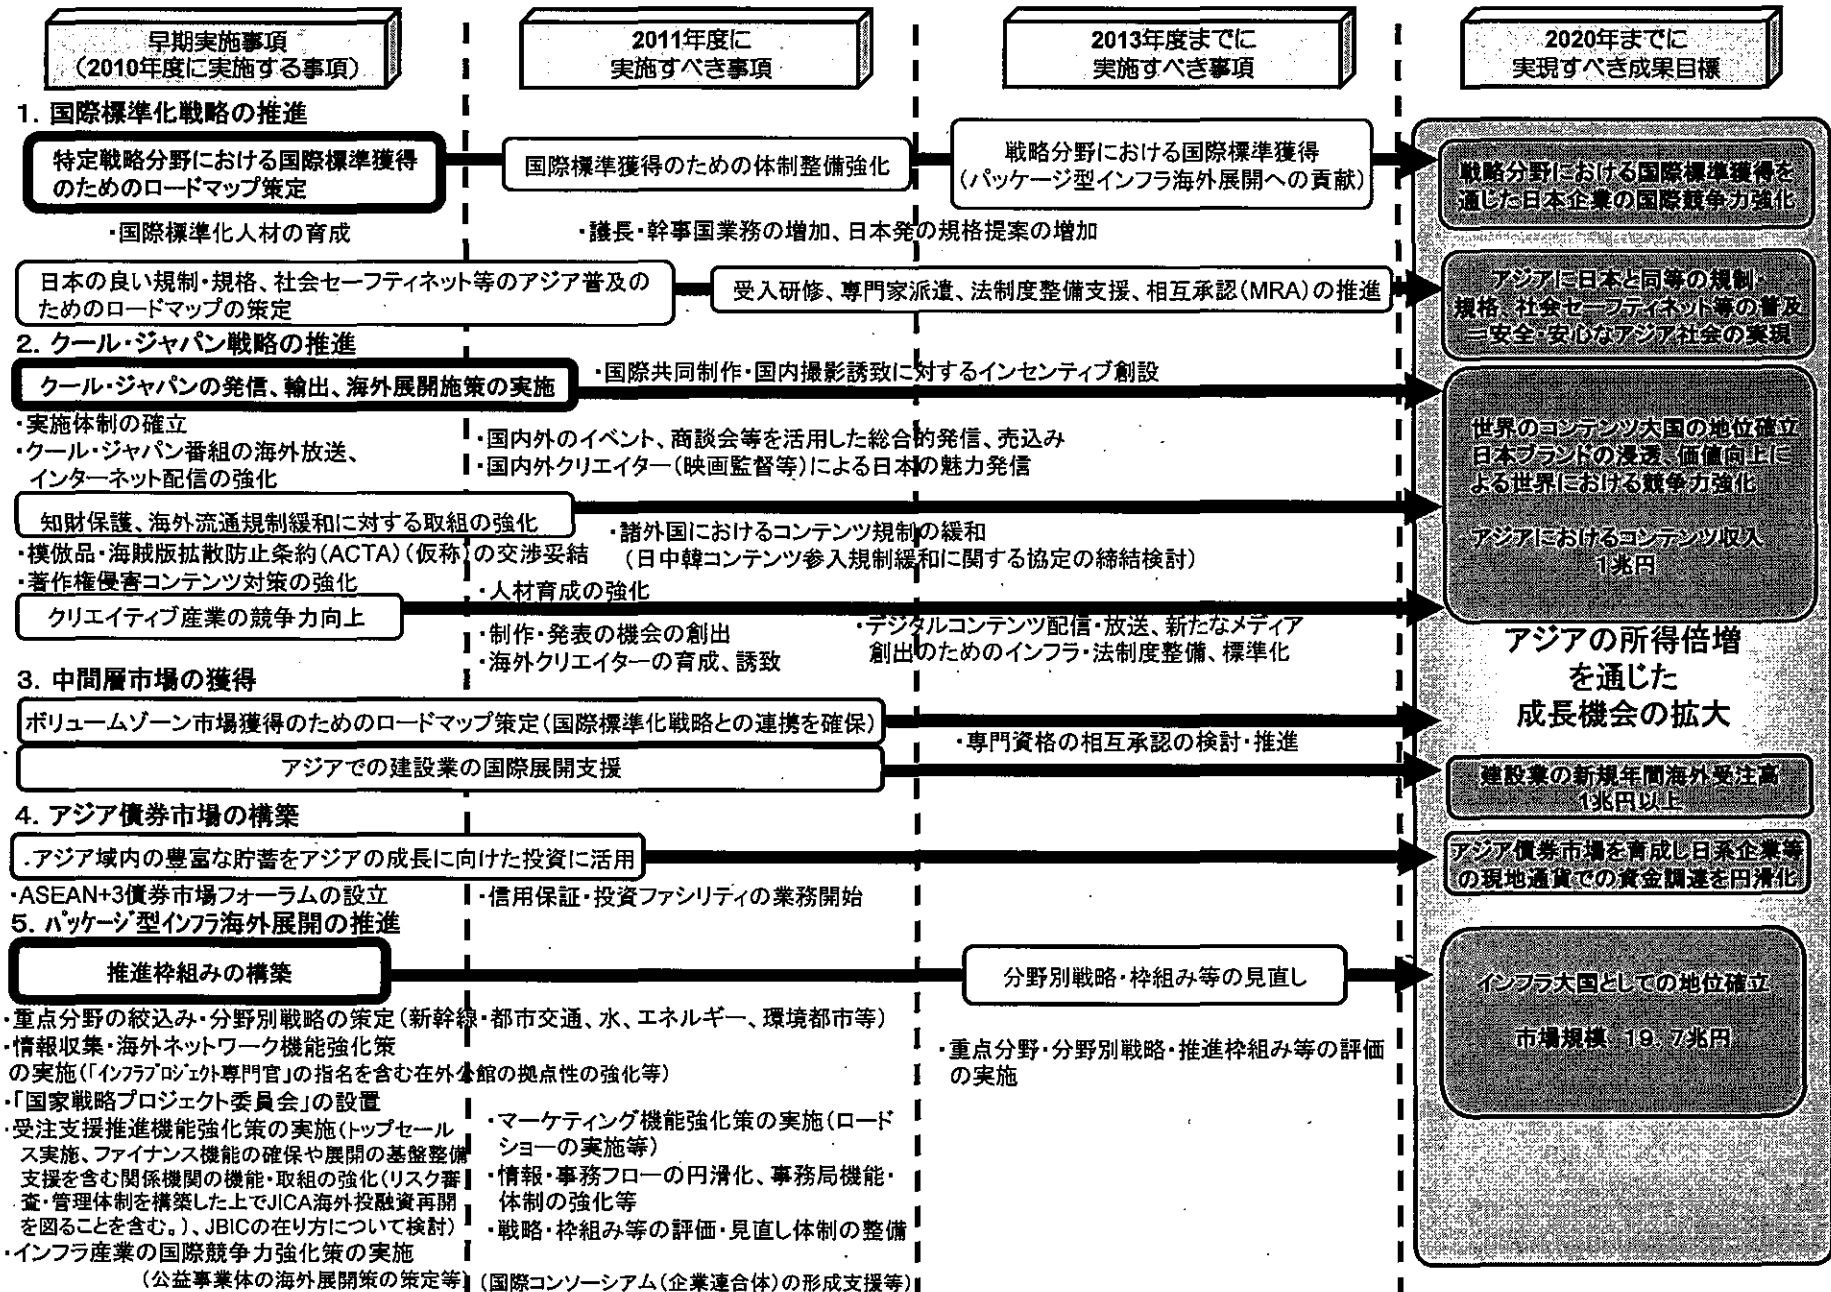 早期実施事項
（2010年度に実施する事項）
2011年度に
実施すべき事項
2013年度までに
実施すべき事項
2020年までに
実現すべき成果目標
1. 国際標準化戦略の推進
特定戦略分野における国際標準獲得
のためのロードマップ策定
国際標準獲得のための体制整備強化
戦略分野における国際標準獲得
（パッケージ型インフラ海外展開への貢献）
戦略分野における国際標準獲得を
通じた日本企業の国際競争力強化
・国際標準化人材の育成
・議長・幹事国業務の増加、日本発の規格提案の増加
日本の良い規制・規格、社会セーフティネット等のアジア普及の
ためのロードマップの策定
受入研修、専門家派遣、法制度整備支援、相互承認（MRA）の推進
アジアに日本と同等の規制・
規格、社会セーフティネット等の普及
＝安全・安心なアジア社会の実現
2. クール・ジャパン戦略の推進
クール・ジャパンの発信、輸出、海外展開施策の実施
・国際共同制作・国内撮影誘致に対するインセンティブ創設
・実施体制の確立
・クール・ジャパン番組の海外放送、
インターネット配信の強化
・国内外のイベント、商談会等を活用した総合的発信、売込み
・国内外クリエイター（映画監督等）による日本の魅力発信
世界のコンテンツ大国の地位確立
日本ブランドの浸透、価値向上に
よる世界における競争力強化
アジアにおけるコンテンツ収入
1兆円
知財保護、海外流通規制緩和に対する取組の強化
・模倣品・海賊版拡散防止条約（ACTA）（仮称）の交渉妥結
・著作権侵害コンテンツ対策の強化
・諸外国におけるコンテンツ規制の緩和
（日中韓コンテンツ参入規制緩和に関する協定の締結検討）
・人材育成の強化
クリエイティブ産業の競争力向上
・制作・発表の機会の創出
・海外クリエイターの育成、誘致
・デジタルコンテンツ配信・放送、新たなメディア
創出のためのインフラ・法制度整備、標準化
アジアの所得倍増
を通じた
成長機会の拡大
3. 中間層市場の獲得
ボリュームゾーン市場獲得のためのロードマップ策定（国際標準化戦略との連携を確保）
・専門資格の相互承認の検討・推進
アジアでの建設業の国際展開支援
建設業の新規年間海外受注高
1兆円以上
4. アジア債券市場の構築
アジア域内の豊富な貯蓄をアジアの成長に向けた投資に活用
アジア債券市場を育成し日系企業等
の現地通貨での資金調達を円滑化
・ASEAN+3債券市場フォーラムの設立
・信用保証・投資ファシリティの業務開始
5. パッケージ型インフラ海外展開の推進
推進枠組みの構築
分野別戦略・枠組み等の見直し
インフラ大国としての地位確立
市場規模 19．7兆円
・重点分野の絞込み・分野別戦略の策定（新幹線・都市交通、水、エネルギー、環境都市等）
・情報収集・海外ネットワーク機能強化策
の実施（「インフラプロジェクト専門官」の指名を含む在外公館の拠点性の強化等）
・「国家戦略プロジェクト委員会」の設置
・受注支援推進機能強化策の実施（トップセール
ス実施、ファイナンス機能の確保や展開の基盤整備
支援を含む関係機関の機能・取組の強化（リスク審
査・管理体制を構築した上でJICA海外投融資再開
を図ることを含む。）、JBICの在り方について検討）
・インフラ産業の国際競争力強化策の実施
（公益事業体の海外展開策の策定等）
・マーケティング機能強化策の実施（ロード
ショーの実施等）
・情報・事務フローの円滑化、事務局機能・
体制の強化等
・戦略・枠組み等の評価・見直し体制の整備
（国際コンソーシアム（企業連合体）の形成支援等）
・重点分野・分野別戦略・推進枠組み等の評価
の実施